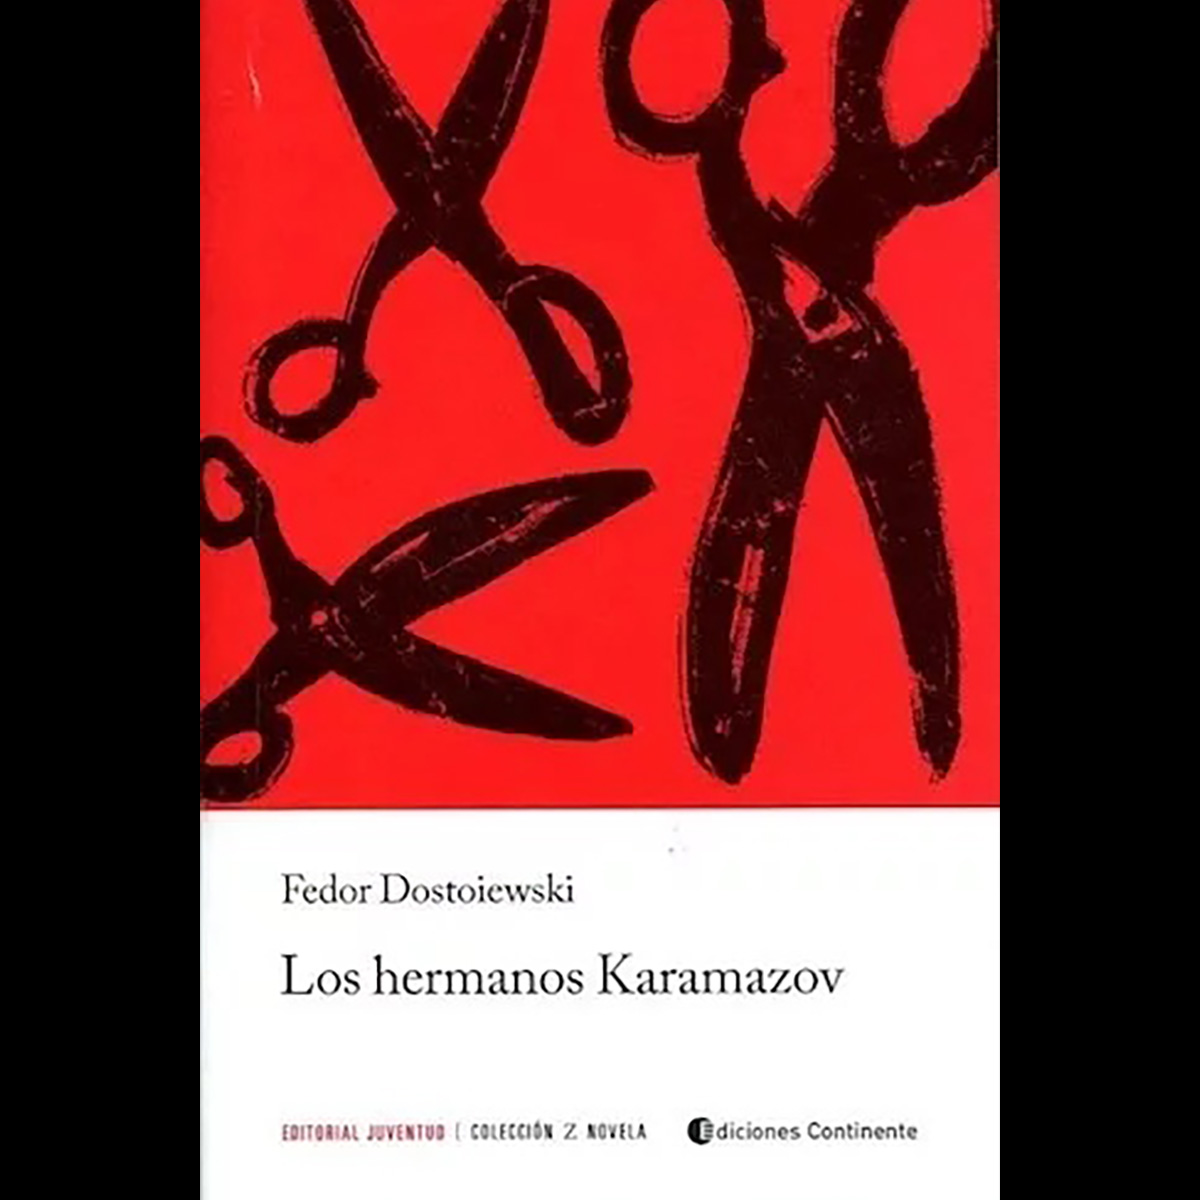 Fedor Dostoiewski
Los hermanos Karamazov
EDITORIAL JUVENTUD | COLECCIÓN Z NOVELA Ediciones Continente